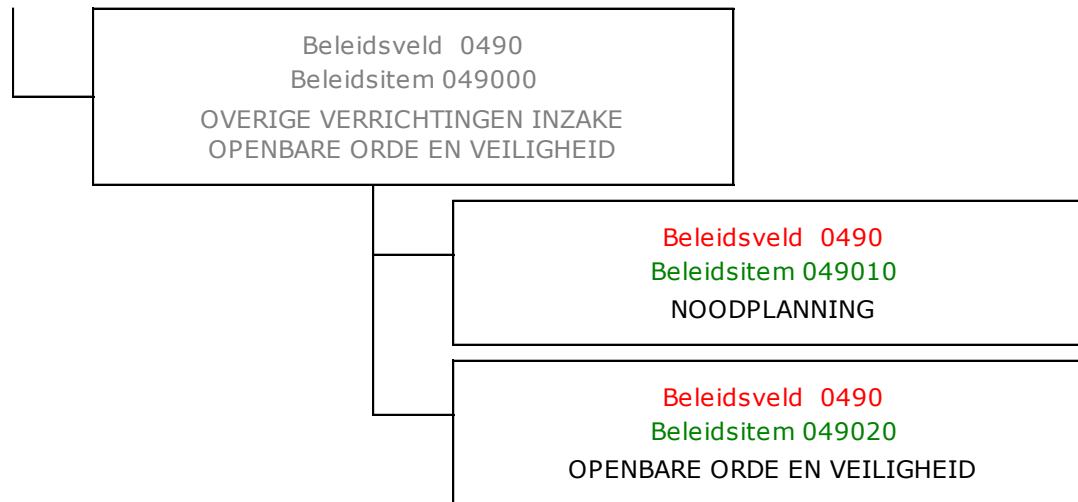 Beleidsveld 0490
Beleidsitem 049000
OVERIGE VERRICHTINGEN INZAKE
OPENBARE ORDE EN VEILIGHEID
Beleidsveld 0490
Beleidsitem 049010
NOODPLANNING
Beleidsveld 0490
Beleidsitem 049020
OPENBARE ORDE EN VEILIGHEID